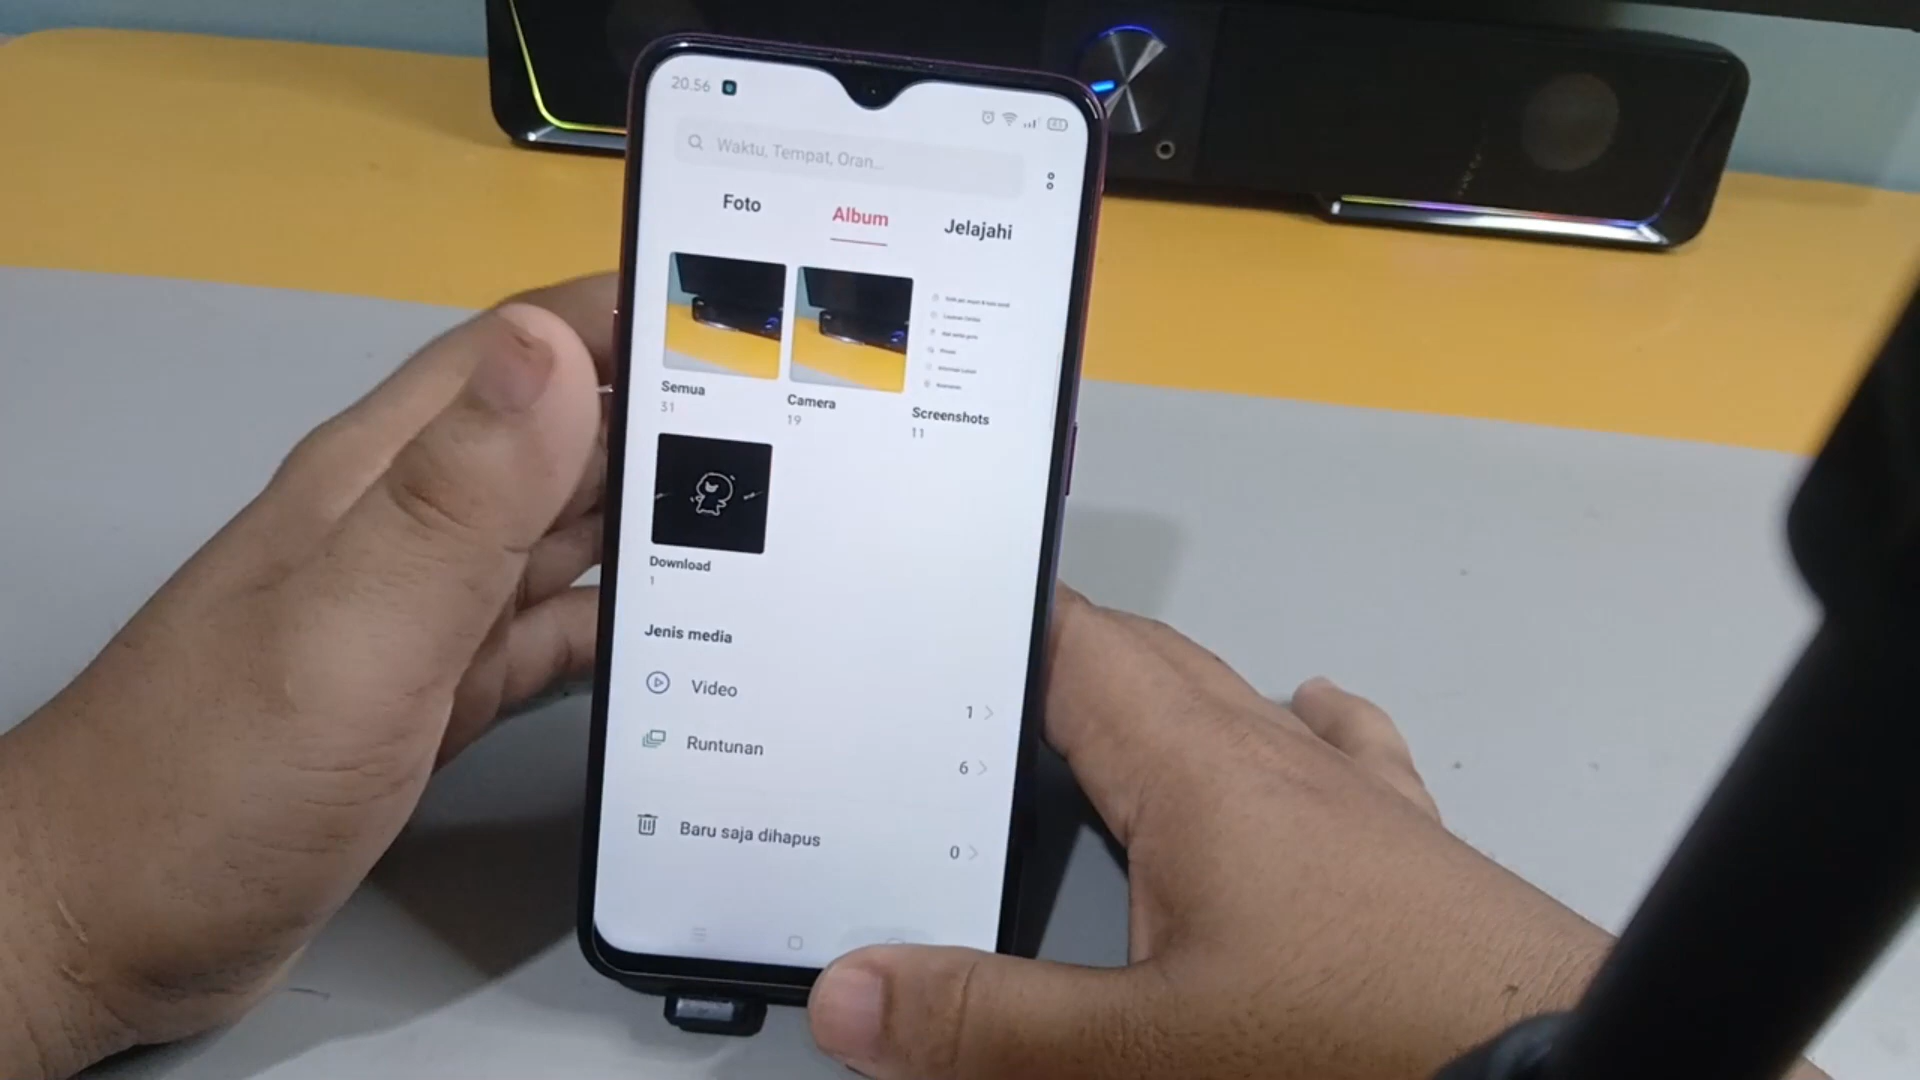 20.56
61
Waktu, Tempat, Oran...
Foto
Album
Jelajahi
Semua
31
Camera
19
Screenshots
11
Download
1
Jenis media
Video
1
Runtunan
6
Baru saja dihapus
0